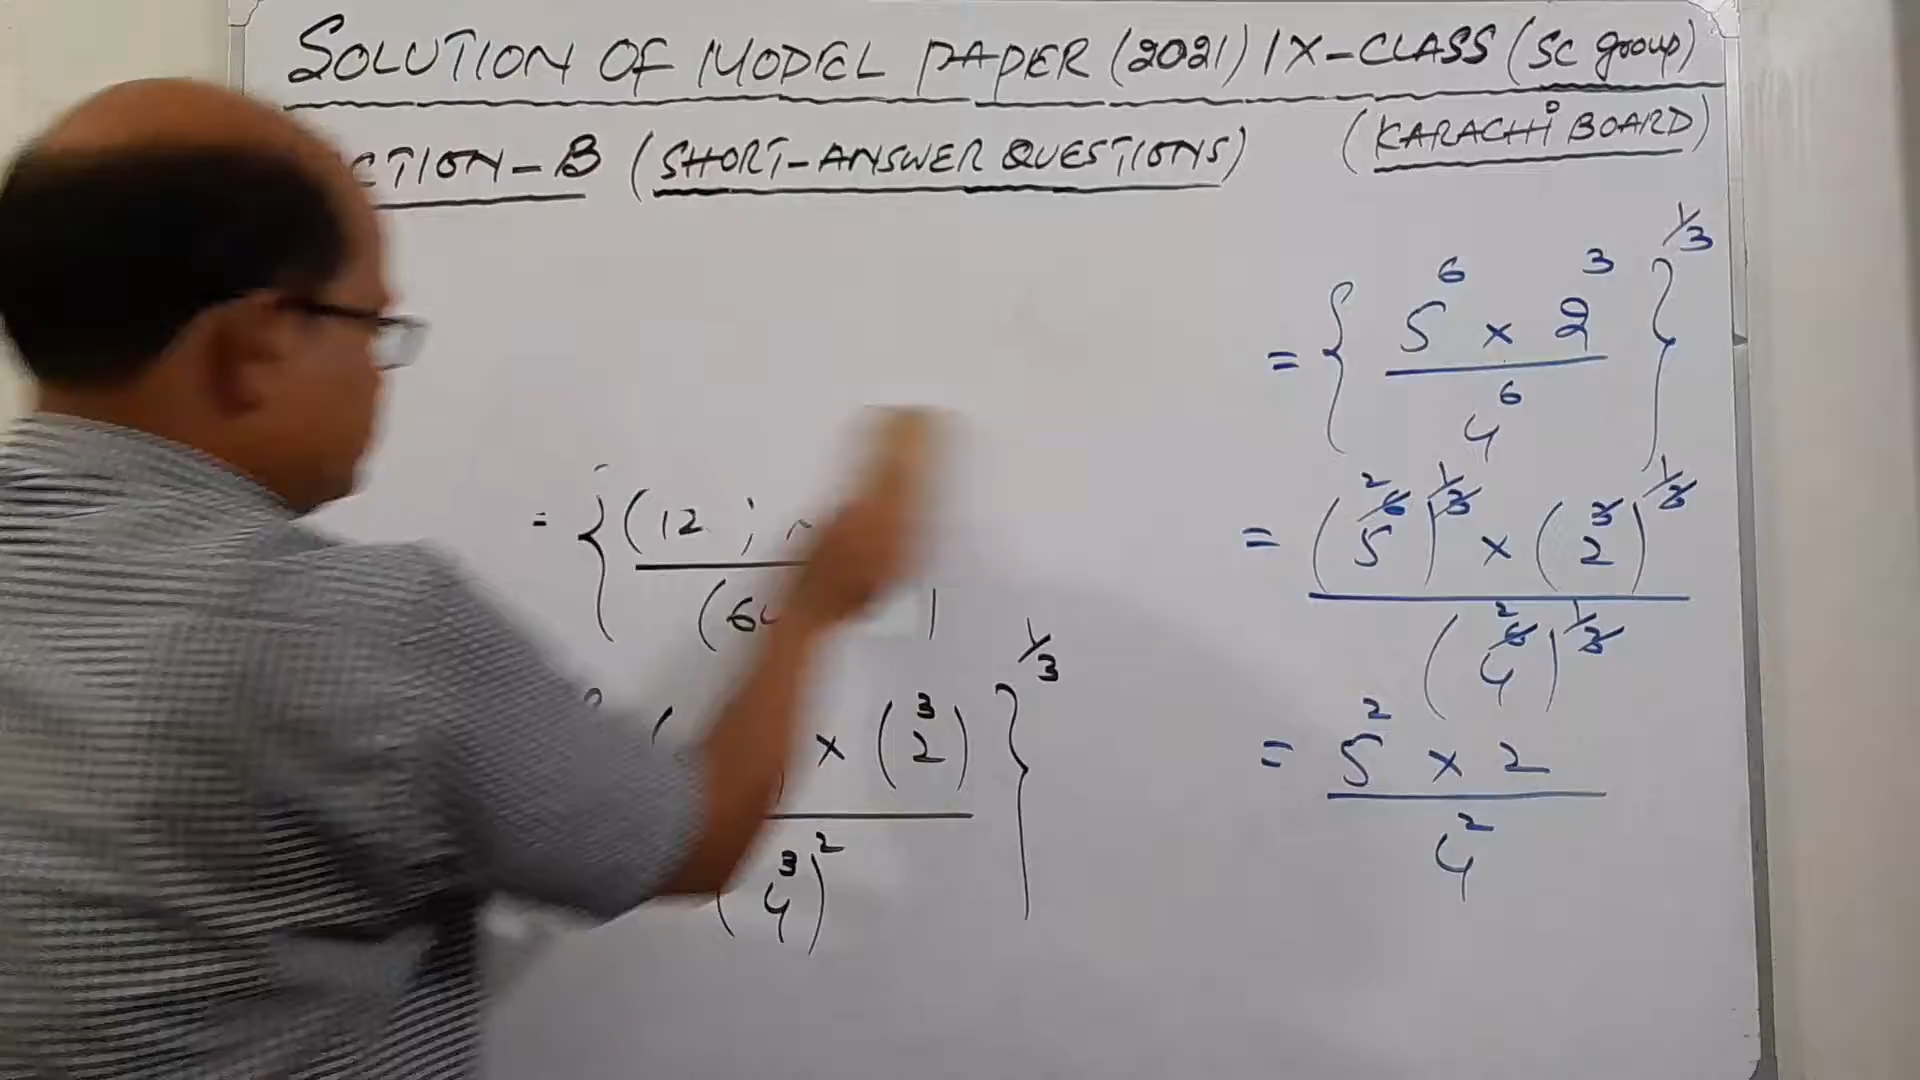 SOLUTION OF MODEL PAPER (2021) IX-CLASS (SC group)
CTION-B (SHORT-ANSWER QUESTIONS) (KARACHI BOARD)
= { (12
(6
× (2^3) }^1/3
(4^3)^2
= { 5^6 × 2^3 / 4^6 }^1/3
= (5^6)^1/3 × (2^3)^1/3 / (4^6)^1/3
2 2
= 5^2 × 2 / 4^2